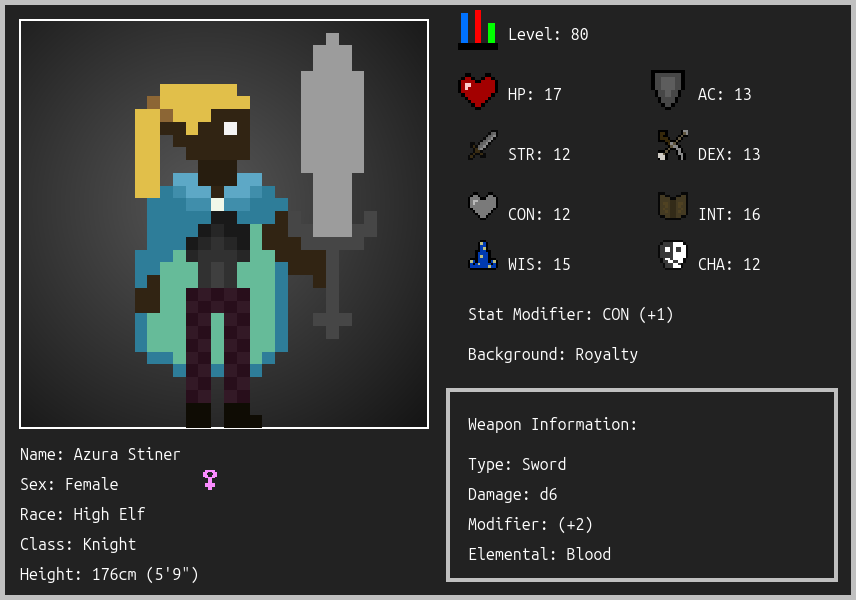 Level: 80
HP: 17
AC: 13
STR: 12
DEX: 13
CON: 12
INT: 16
WIS: 15
CHA: 12
Stat Modifier: CON (+1)
Background: Royalty
Weapon Information:
Type: Sword
Damage: d6
Modifier: (+2)
Elemental: Blood
Name: Azura Stiner
Sex: Female
Race: High Elf
Class: Knight
Height: 176cm (5'9")